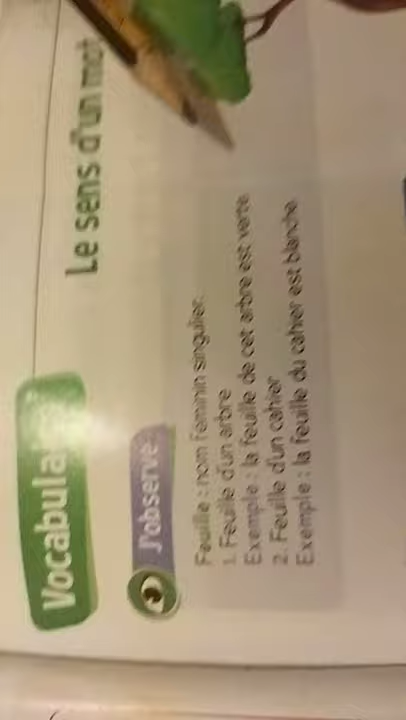 Vocabulaire
Le sens d'un mot
J'observe
Feuille : nom féminin singulier.
1. Feuille d'un arbre
Exemple : la feuille de cet arbre est verte.
2. Feuille d'un cahier
Exemple : la feuille du cahier est blanche.